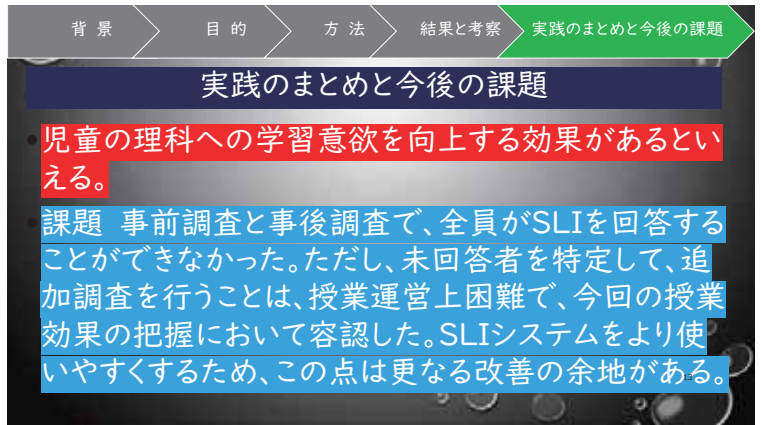 背 景
目 的
方 法
結果と考察
実践のまとめと今後の課題
実践のまとめと今後の課題
•児童の理科への学習意欲を向上する効果があるとい
える。
•課題 事前調査と事後調査で、全員がSLIを回答する
ことができなかった。ただし、未回答者を特定して、追
加調査を行うことは、授業運営上困難で、今回の授業
効果の把握において容認した。SLIシステムをより使
いやすくするため、この点は更なる改善の余地がある。